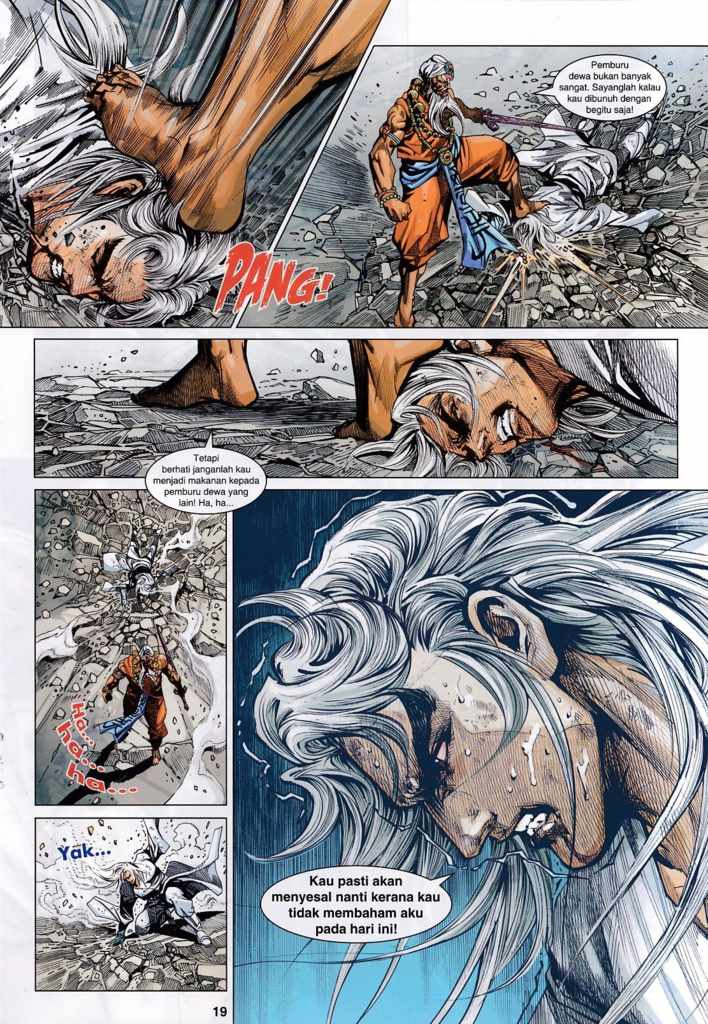 Pemburu
dewa bukan banyak
sangat. Sayanglah kalau
kau dibunuh dengan
begitu saja!
PANG!
Tetapi
berhati janganlah kau
menjadi makanan kepada
pemburu dewa yang
lain! Ha, ha...
Ha...
ha...
ha...
Yak...
Kau pasti akan
menyesal nanti kerana kau
tidak membaham aku
pada hari ini!
19